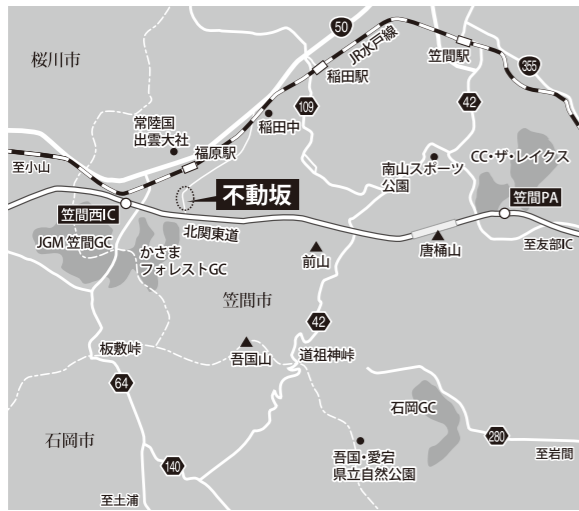 50
JR水戸線
笠間駅
355
桜川市
稲田駅
109
42
常陸国
出雲大社
稲田中
福原駅
至小山
南山スポーツ
公園
CC・ザ・レイクス
不動坂
笠間西IC
笠間PA
北関東道
JGM 笠間GC
かさま
フォレストGC
前山
唐桶山
至友部IC
笠間市
42
板敷峠
吾国山
道祖神峠
64
石岡GC
石岡市
280
140
吾国・愛宕
県立自然公園
至岩間
至土浦